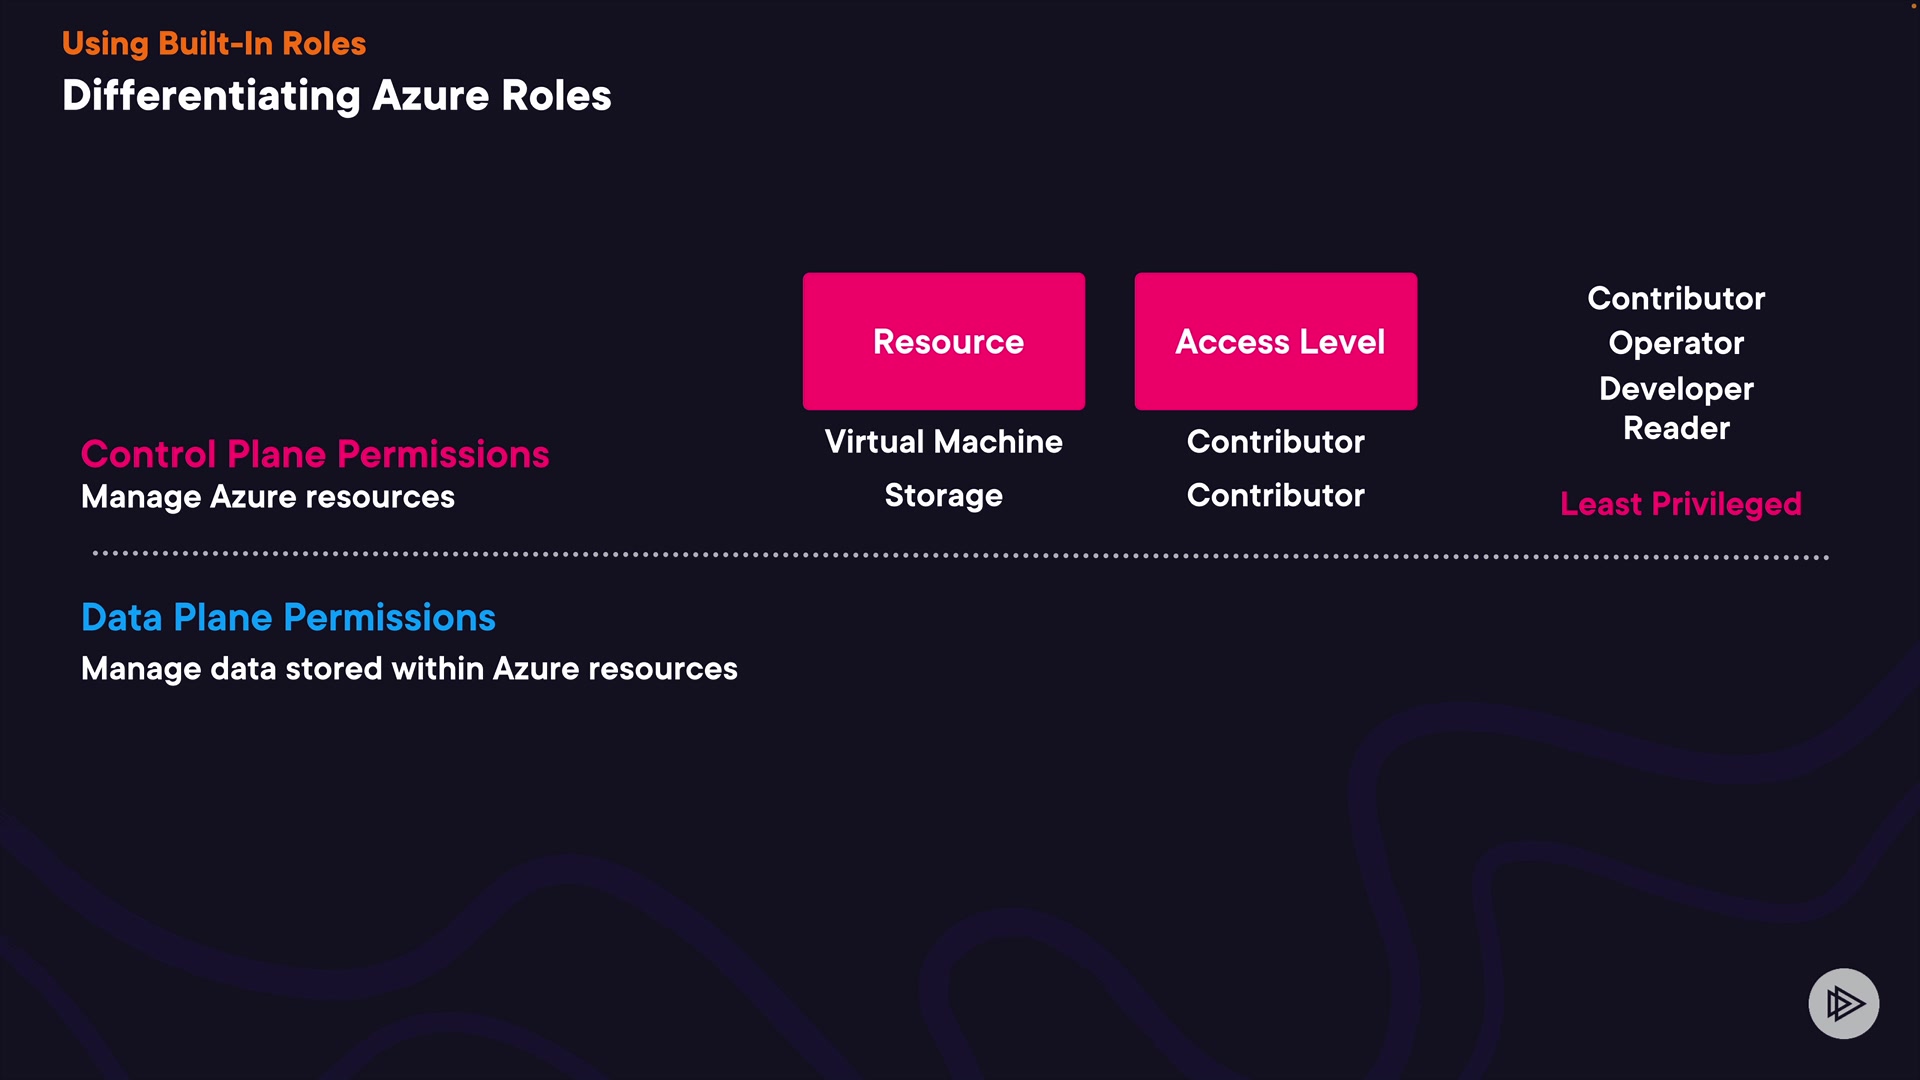 Using Built-In Roles
Differentiating Azure Roles
Resource
Access Level
Contributor
Operator
Developer
Reader
Control Plane Permissions
Manage Azure resources
Virtual Machine
Contributor
Storage
Contributor
Least Privileged
Data Plane Permissions
Manage data stored within Azure resources